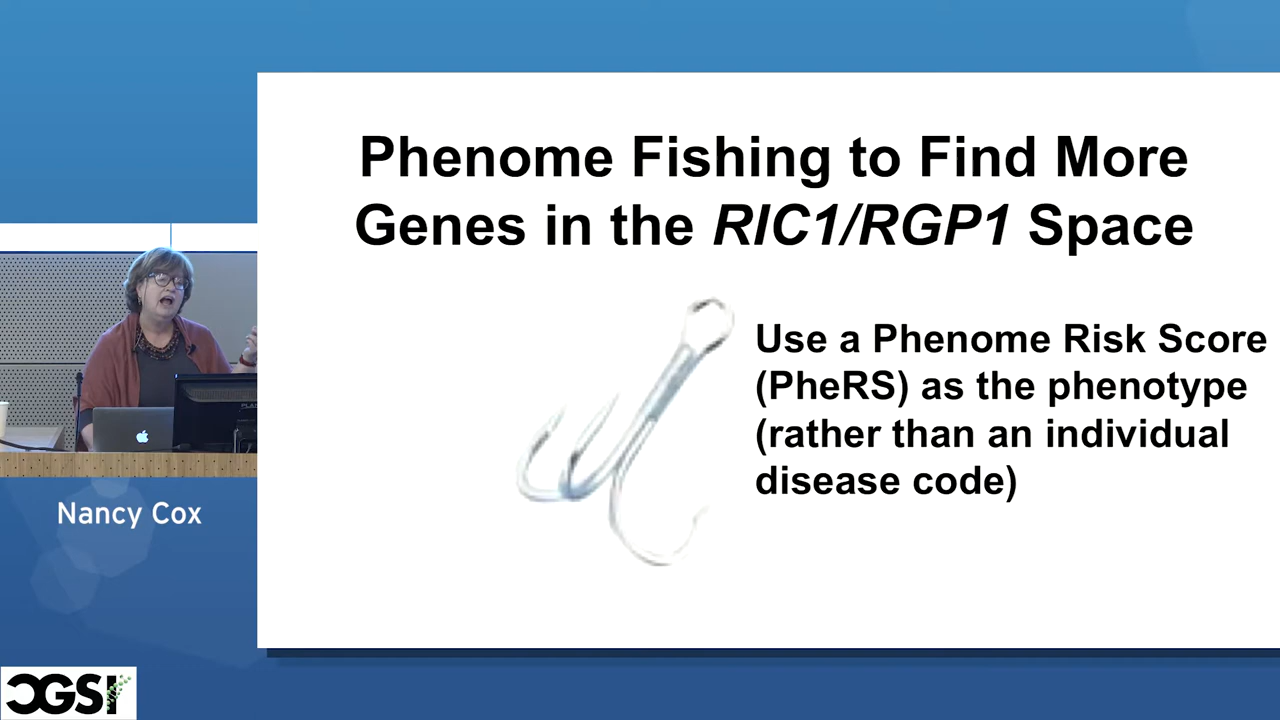 Phenome Fishing to Find More
Genes in the RIC1/RGP1 Space
Use a Phenome Risk Score
(PheRS) as the phenotype
(rather than an individual
disease code)
Nancy Cox
CGSI